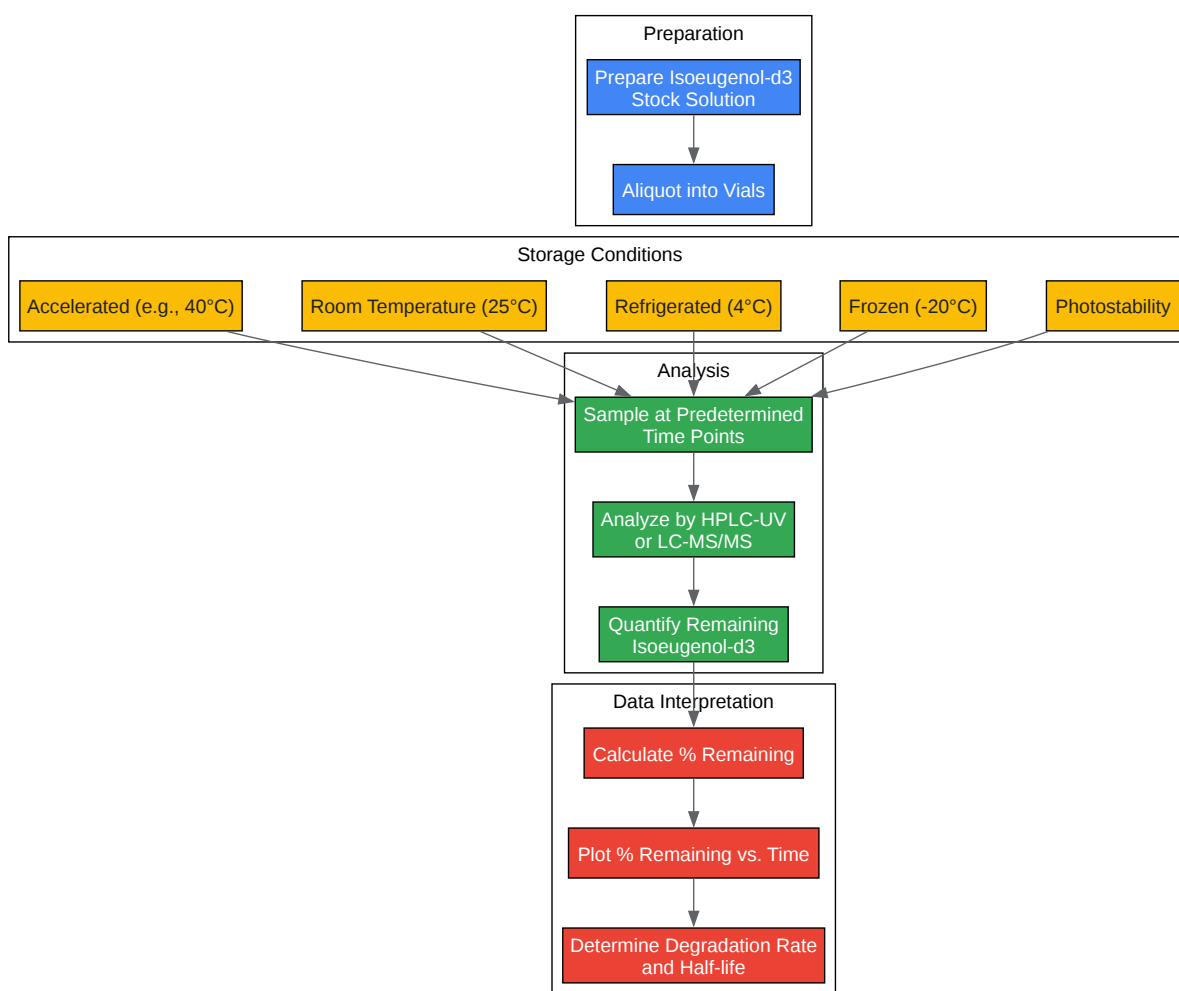 Preparation
Prepare Isoeugenol-d3
Stock Solution
Aliquot into Vials
Storage Conditions
Accelerated (e.g., 40°C)
Room Temperature (25°C)
Refrigerated (4°C)
Frozen (-20°C)
Photostability
Analysis
Sample at Predetermined
Time Points
Analyze by HPLC-UV
or LC-MS/MS
Quantify Remaining
Isoeugenol-d3
Data Interpretation
Calculate % Remaining
Plot % Remaining vs. Time
Determine Degradation Rate
and Half-life